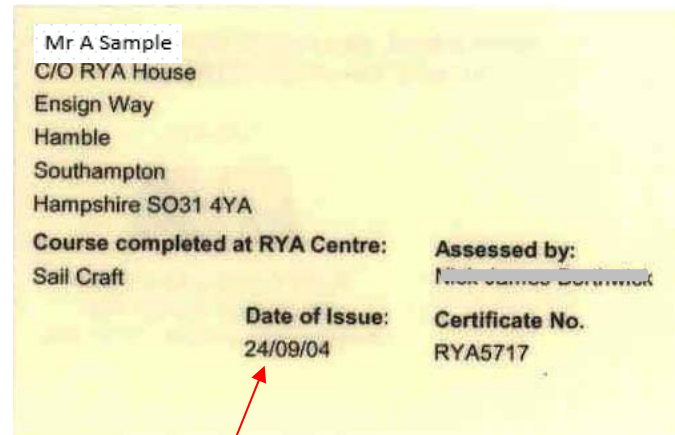 Mr A Sample
C/O RYA House
Ensign Way
Hamble
Southampton
Hampshire SO31 4YA
Course completed at RYA Centre: Assessed by:
Sail Craft
Date of Issue: Certificate No.
24/09/04 RYA5717